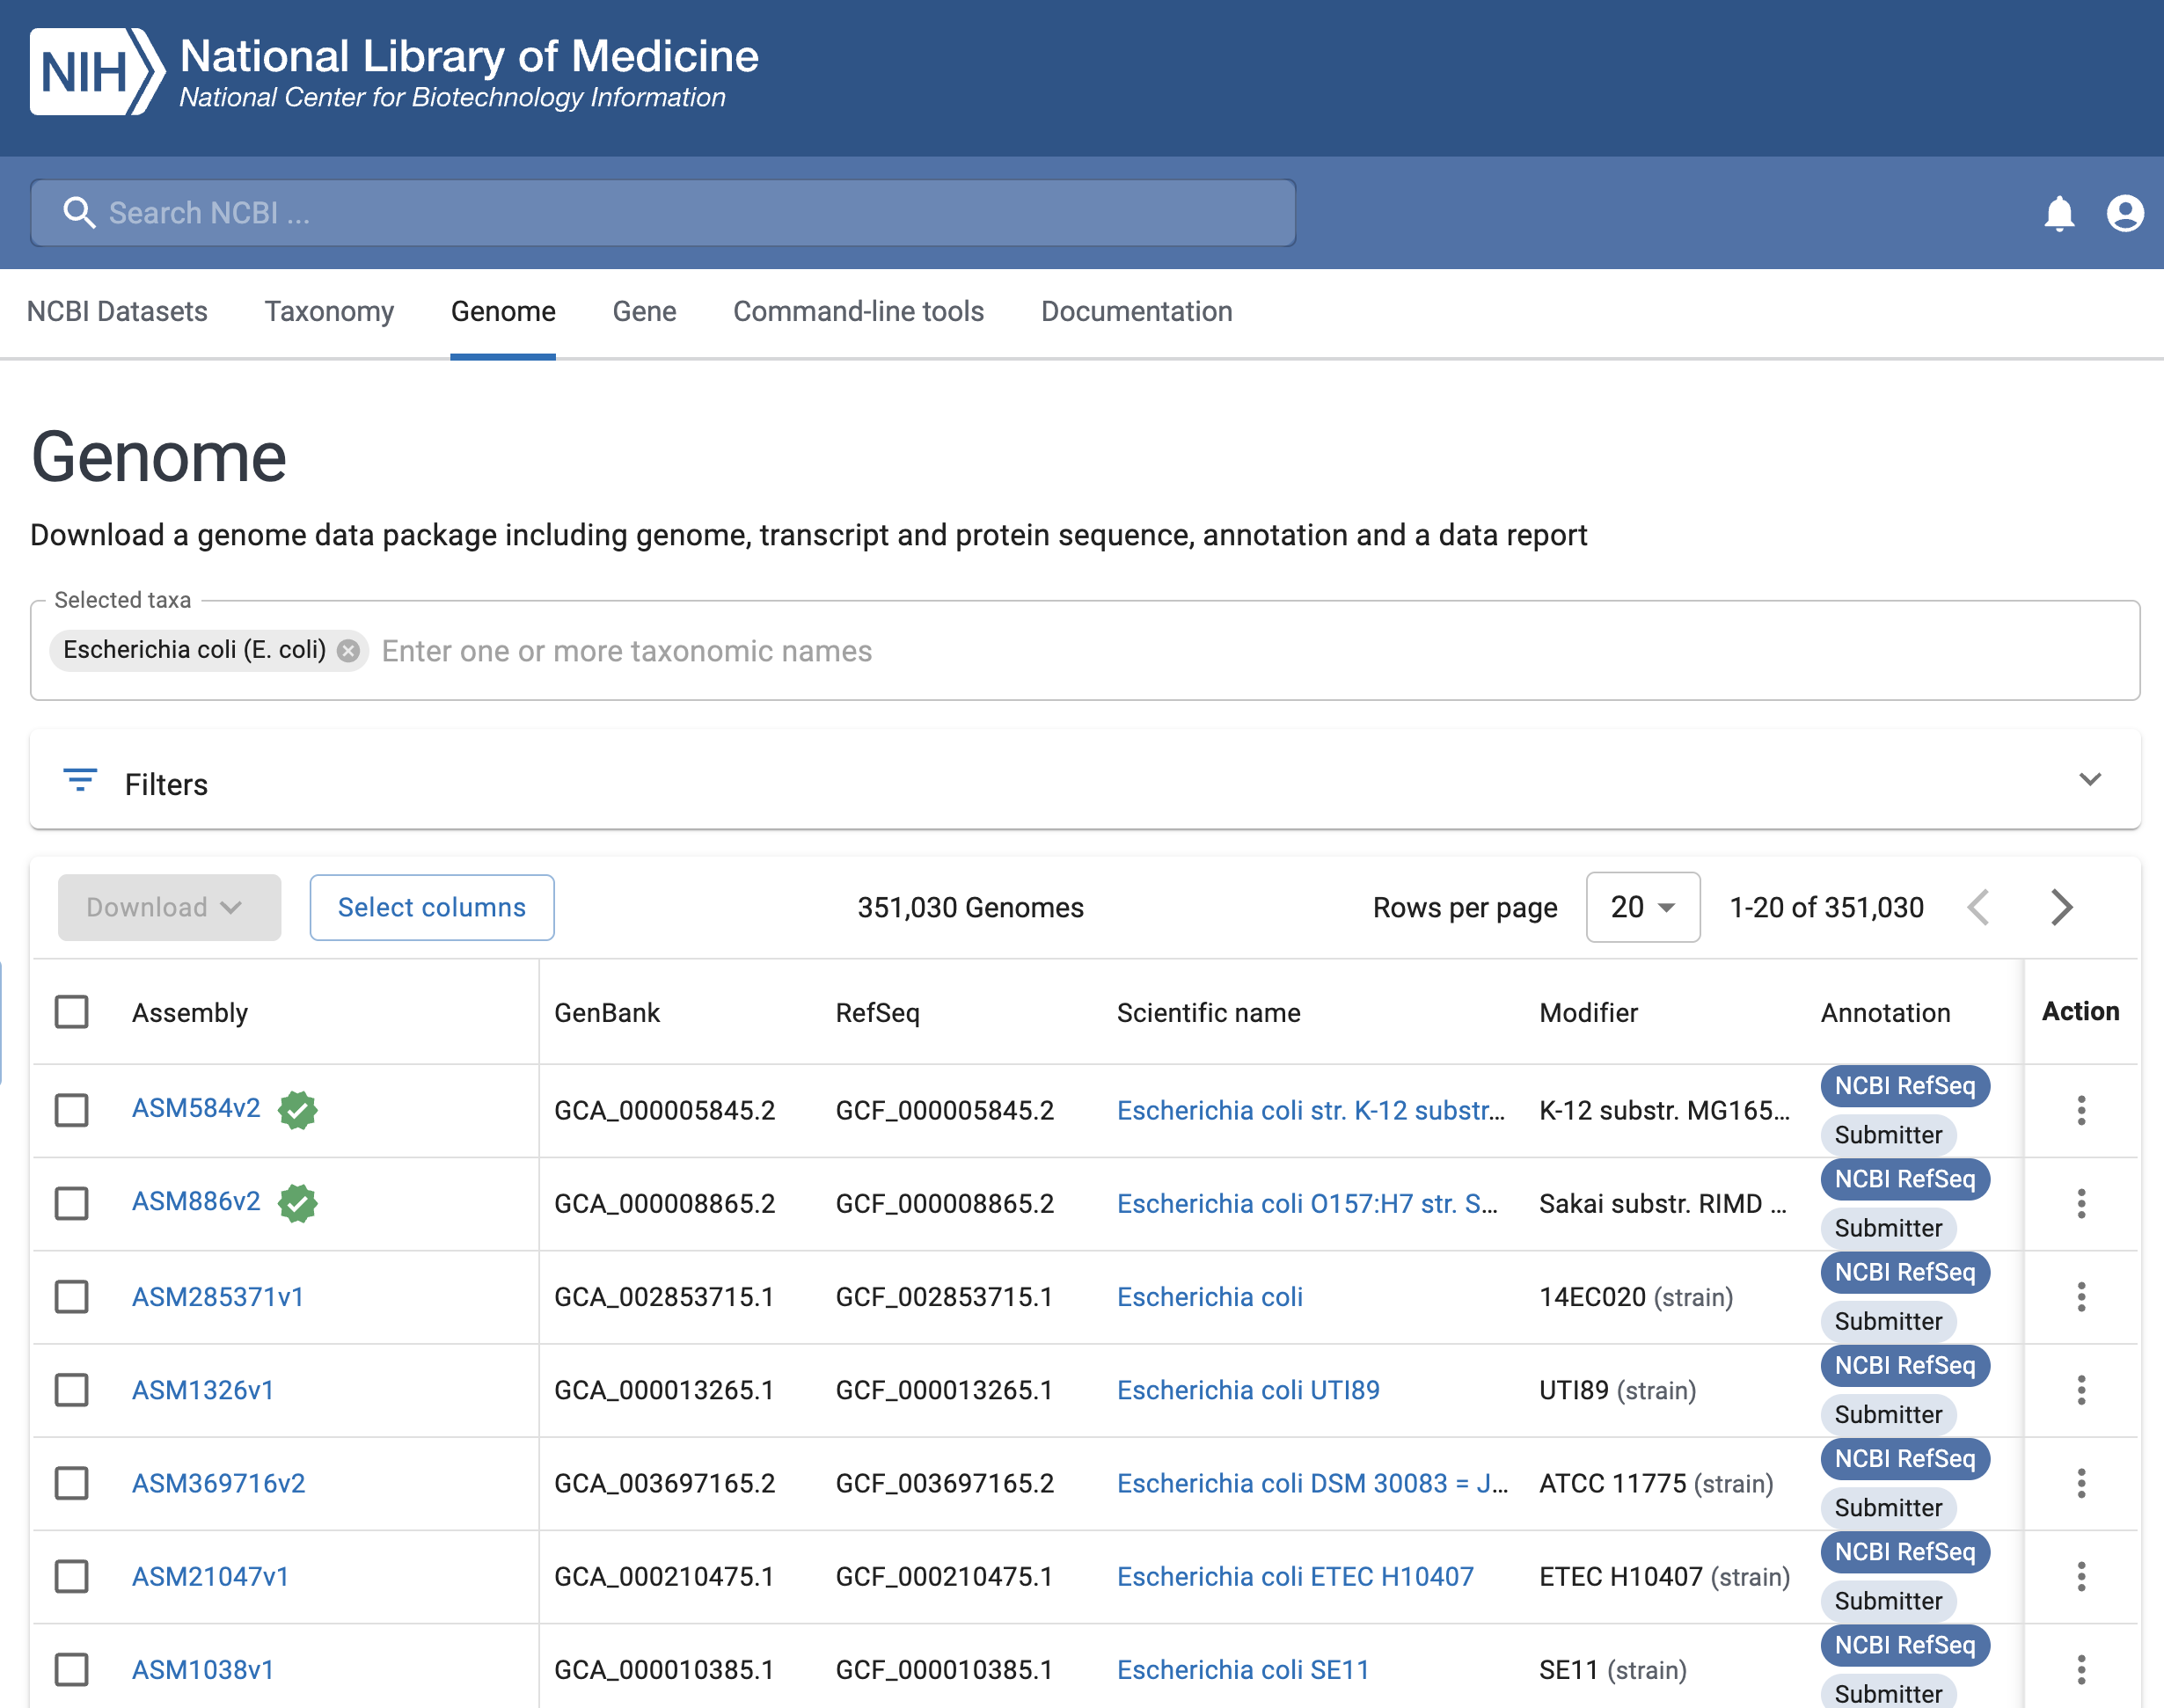 NIH National Library of Medicine
National Center for Biotechnology Information
Search NCBI ...
NCBI Datasets Taxonomy Genome Gene Command-line tools Documentation
Genome
Download a genome data package including genome, transcript and protein sequence, annotation and a data report
Selected taxa
Escherichia coli (E. coli) Enter one or more taxonomic names
Filters
Download Select columns 351,030 Genomes Rows per page 20 1-20 of 351,030
Assembly GenBank RefSeq Scientific name Modifier Annotation Action
ASM584v2 GCA_000005845.2 GCF_000005845.2 Escherichia coli str. K-12 substr... K-12 substr. MG165... NCBI RefSeq
Submitter
ASM886v2 GCA_000008865.2 GCF_000008865.2 Escherichia coli O157:H7 str. S... Sakai substr. RIMD ... NCBI RefSeq
Submitter
ASM285371v1 GCA_002853715.1 GCF_002853715.1 Escherichia coli 14EC020 (strain) NCBI RefSeq
Submitter
ASM1326v1 GCA_000013265.1 GCF_000013265.1 Escherichia coli UTI89 UTI89 (strain) NCBI RefSeq
Submitter
ASM369716v2 GCA_003697165.2 GCF_003697165.2 Escherichia coli DSM 30083 = J... ATCC 11775 (strain) NCBI RefSeq
Submitter
ASM21047v1 GCA_000210475.1 GCF_000210475.1 Escherichia coli ETEC H10407 ETEC H10407 (strain) NCBI RefSeq
Submitter
ASM1038v1 GCA_000010385.1 GCF_000010385.1 Escherichia coli SE11 SE11 (strain) NCBI RefSeq
Submitter